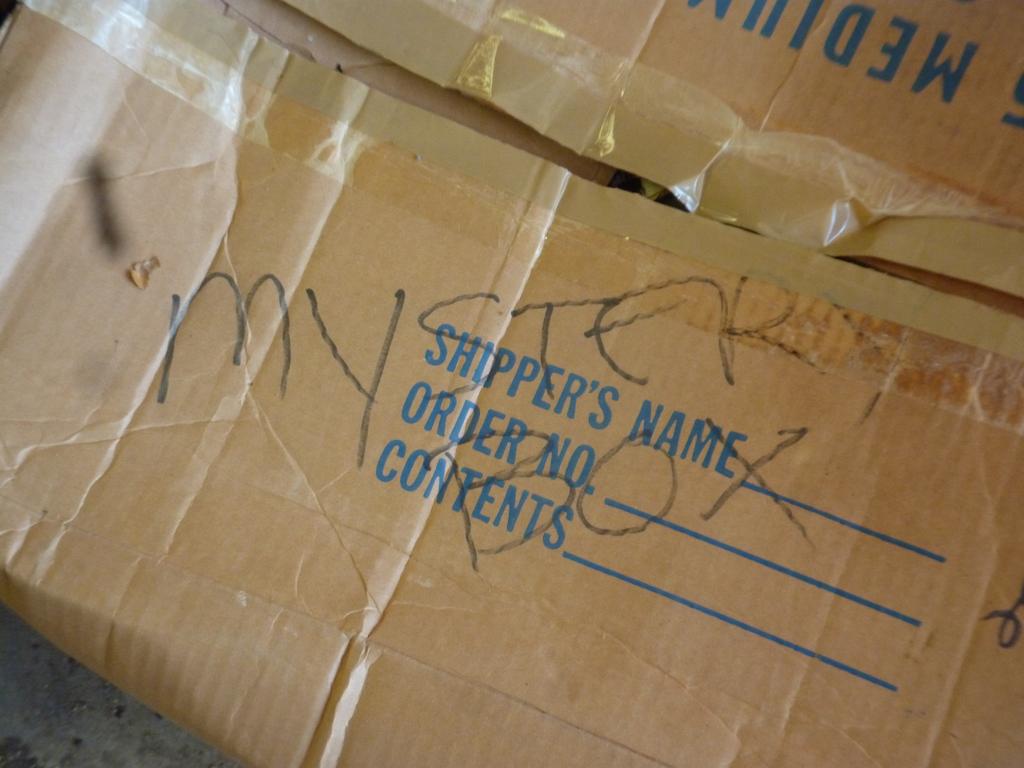 MEDIUM
MYSTERY
BOX
SHIPPER'S NAME
ORDER NO.
CONTENTS